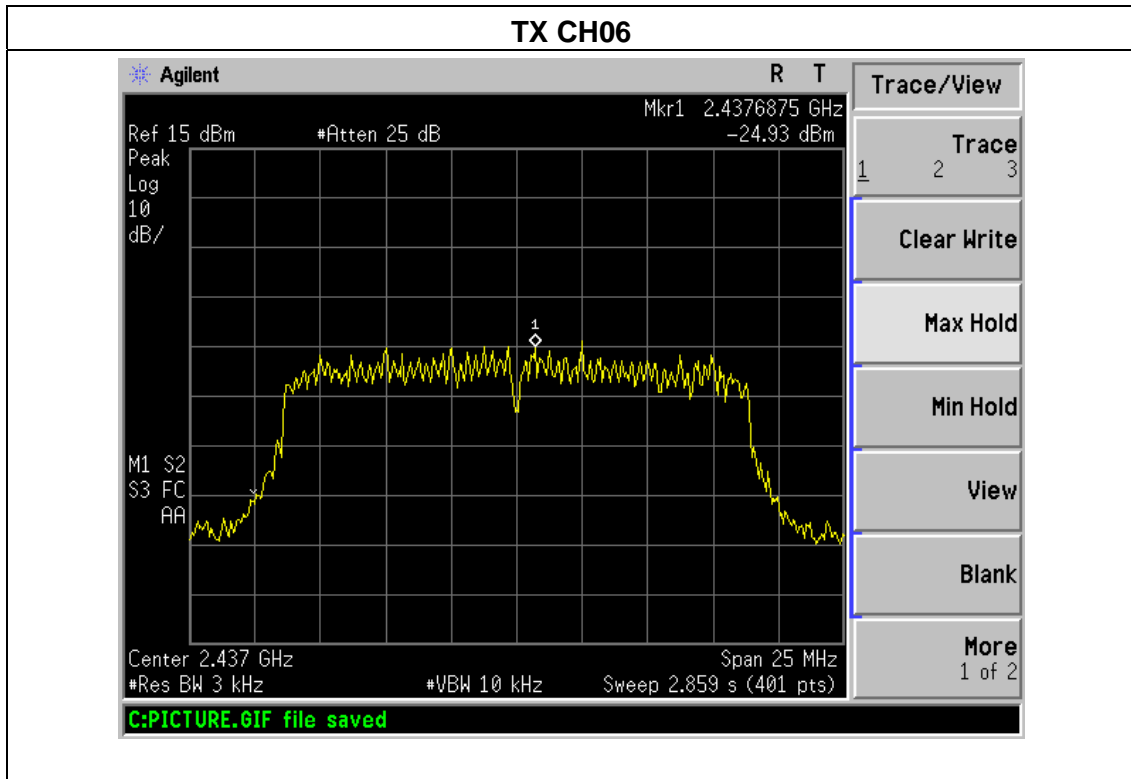 TX CH06
Agilent R T
Trace/View
Mkr1 2.4376875 GHz
Ref 15 dBm #Atten 25 dB -24.93 dBm
Peak
Log
10
dB/
1
M1 S2
S3 FC
AA
Center 2.437 GHz Span 25 MHz
#Res BW 3 kHz #VBW 10 kHz Sweep 2.859 s (401 pts)
C:PICTURE.GIF file saved
Trace
1 2 3
Clear Write
Max Hold
Min Hold
View
Blank
More
1 of 2